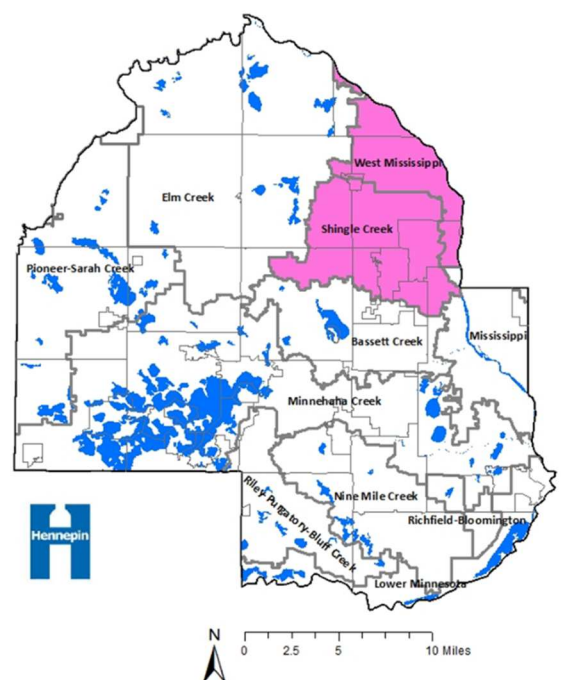 West Mississippi
Elm Creek
Shingle Creek
Pioneer-Sarah Creek
Mississippi
Bassett Creek
Minnehaha Creek
Nine Mile Creek
Riley-Purgatory-Bluff Creek
Richfield-Bloomington
Hennepin
Lower Minnesota
N
0 2.5 5 10 Miles